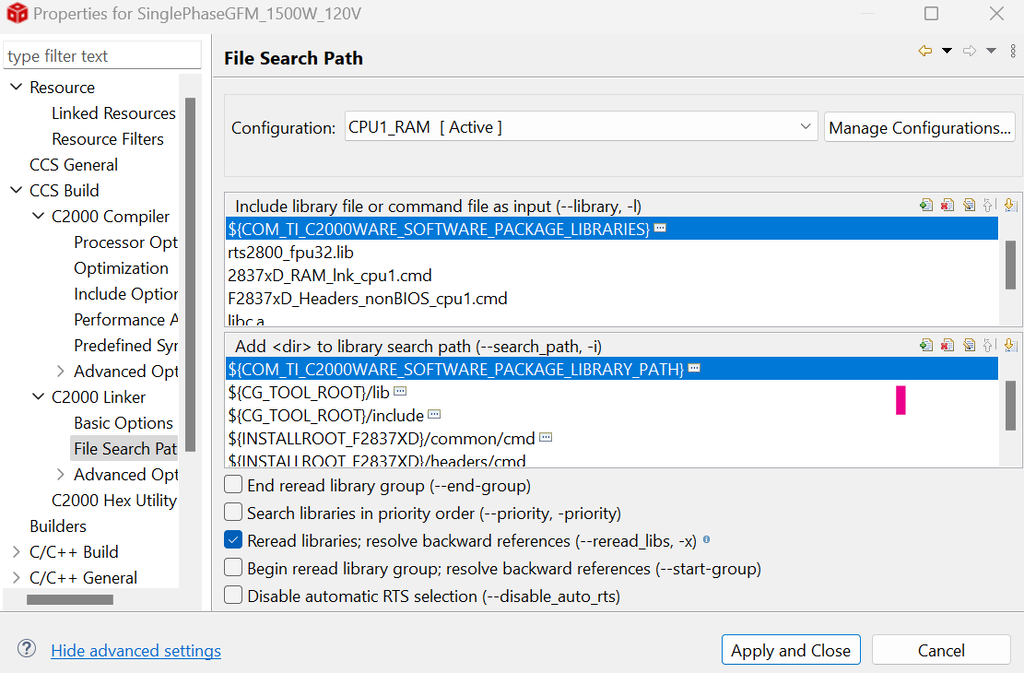 Properties for SinglePhaseGFM_1500W_120V
type filter text
Resource
Linked Resources
Resource Filters
CCS General
CCS Build
C2000 Compiler
Processor Opt
Optimization
Include Option
Performance A
Predefined Syr
Advanced Opt
C2000 Linker
Basic Options
File Search Pat
Advanced Opt
C2000 Hex Utility
Builders
C/C++ Build
C/C++ General
File Search Path
Configuration: CPU1_RAM [ Active ] Manage Configurations...
Include library file or command file as input (--library, -l)
${COM_TI_C2000WARE_SOFTWARE_PACKAGE_LIBRARIES}
rts2800_fpu32.lib
2837xD_RAM_lnk_cpu1.cmd
F2837xD_Headers_nonBIOS_cpu1.cmd
libc.a
Add <dir> to library search path (--search_path, -i)
${COM_TI_C2000WARE_SOFTWARE_PACKAGE_LIBRARY_PATH}
${CG_TOOL_ROOT}/lib
${CG_TOOL_ROOT}/include
${INSTALLROOT_F2837XD}/common/cmd
${INSTALLROOT_F2837XD}/headers/cmd
End reread library group (--end-group)
Search libraries in priority order (--priority, -priority)
Reread libraries; resolve backward references (--reread_libs, -x)
Begin reread library group; resolve backward references (--start-group)
Disable automatic RTS selection (--disable_auto_rts)
Hide advanced settings
Apply and Close
Cancel